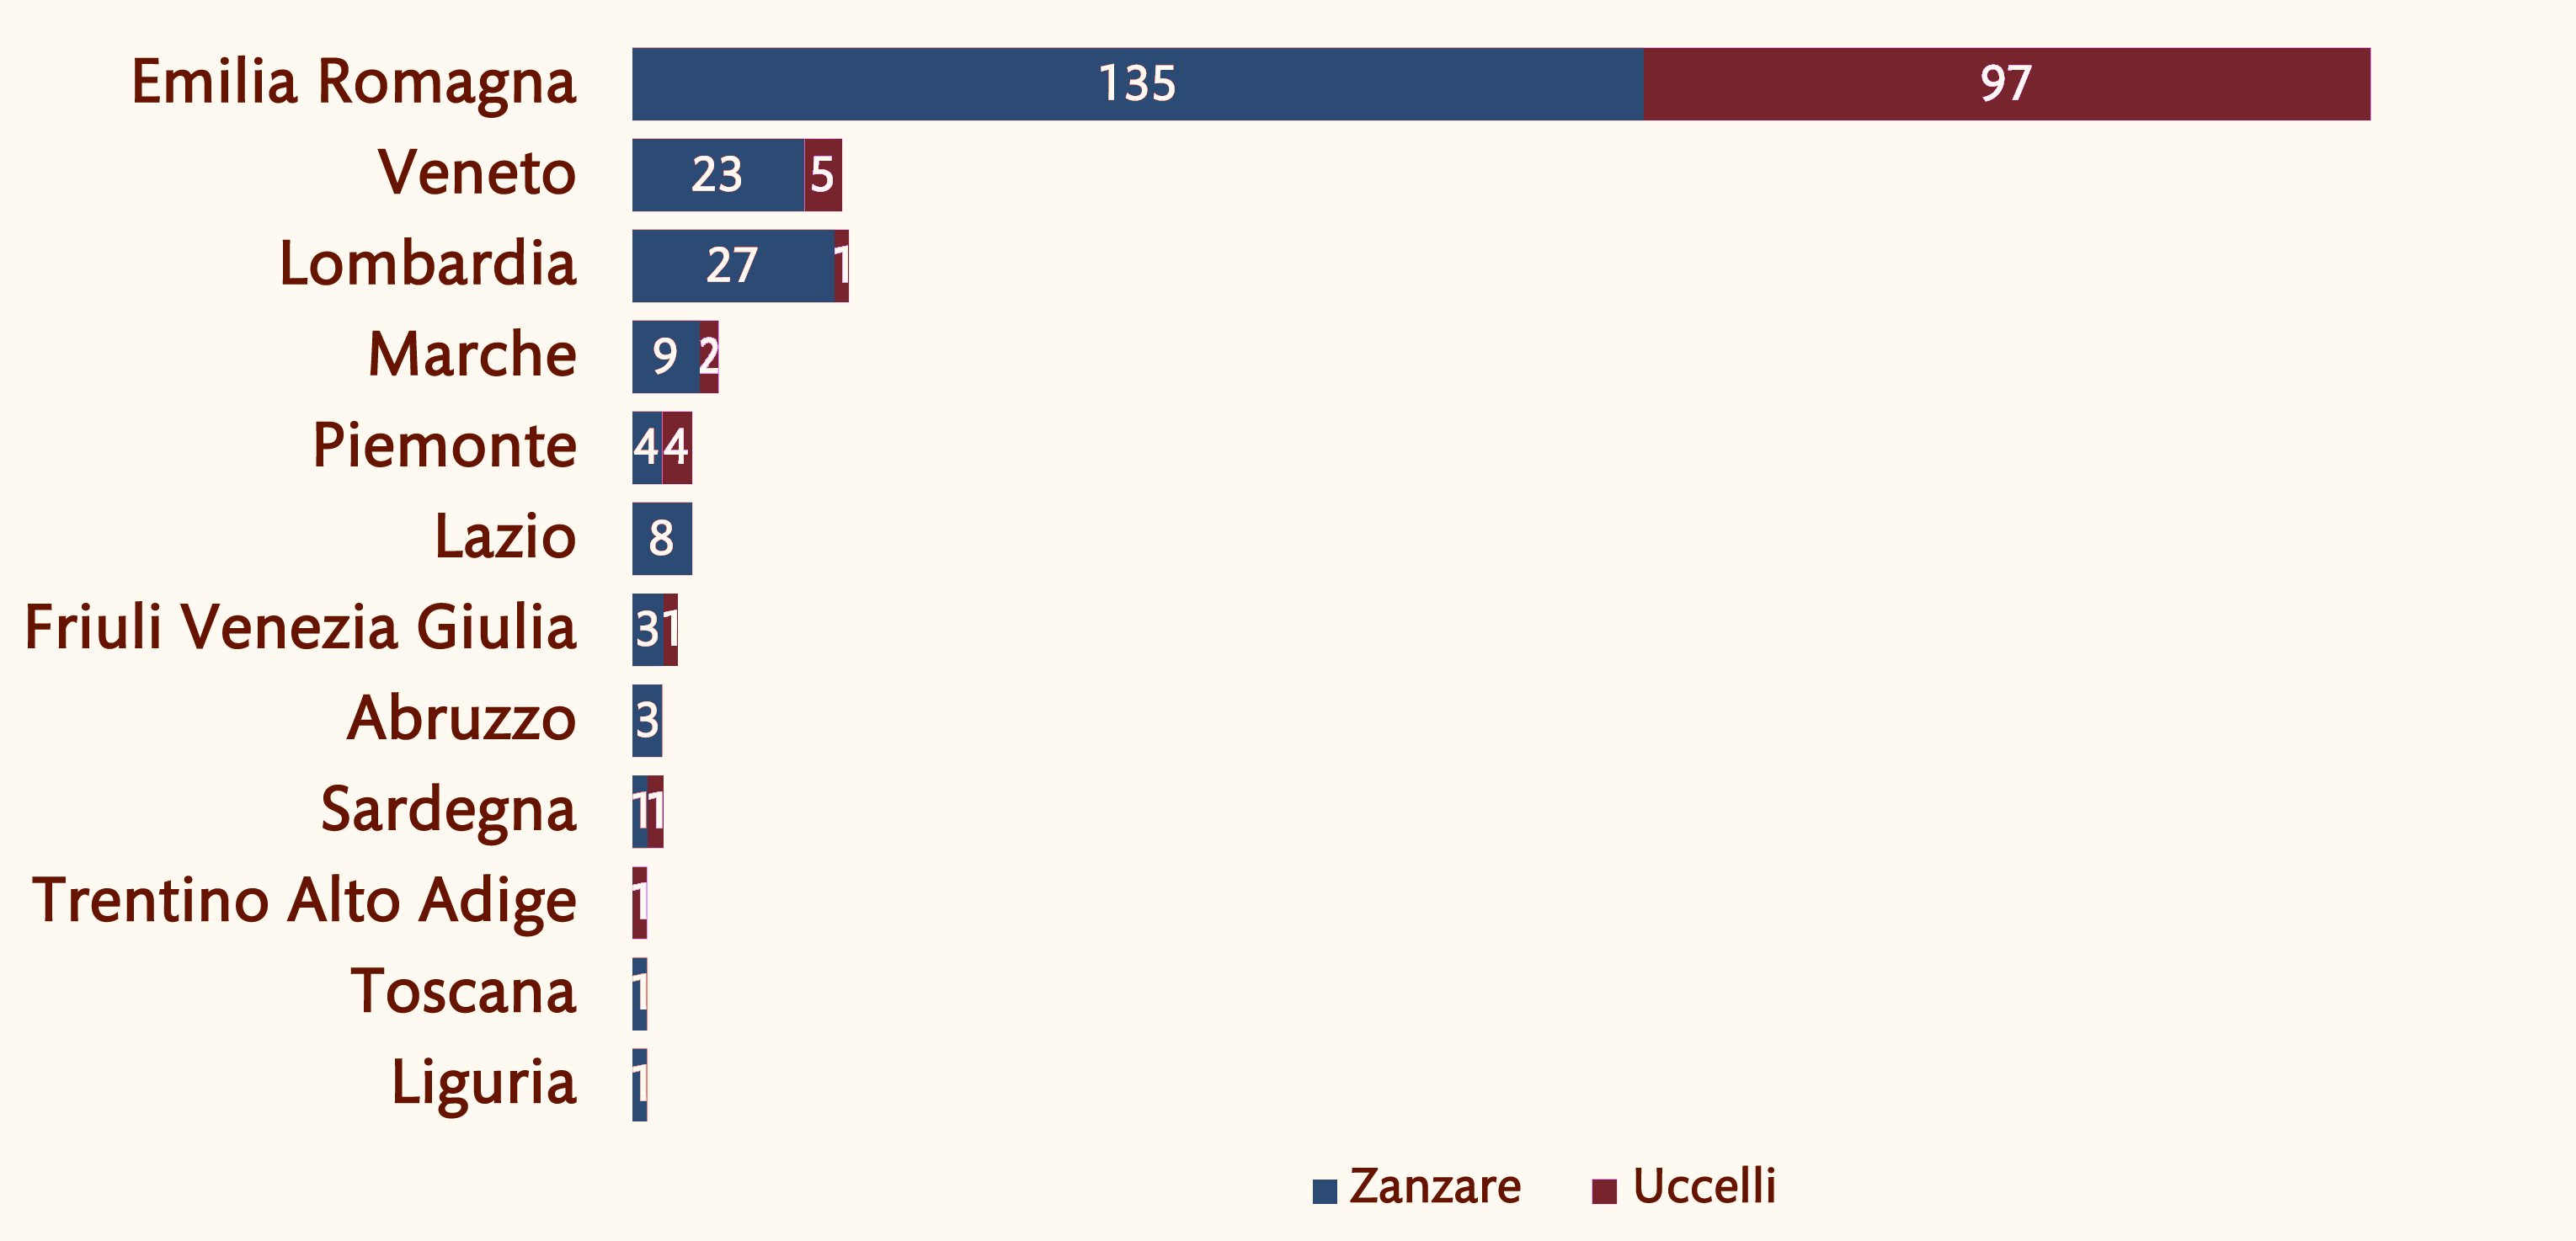 Emilia Romagna 135 97
Veneto 23 5
Lombardia 27 1
Marche 9 2
Piemonte 4 4
Lazio 8
Friuli Venezia Giulia 3 1
Abruzzo 3
Sardegna 1 1
Trentino Alto Adige 1
Toscana 1
Liguria 1
Zanzare Uccelli